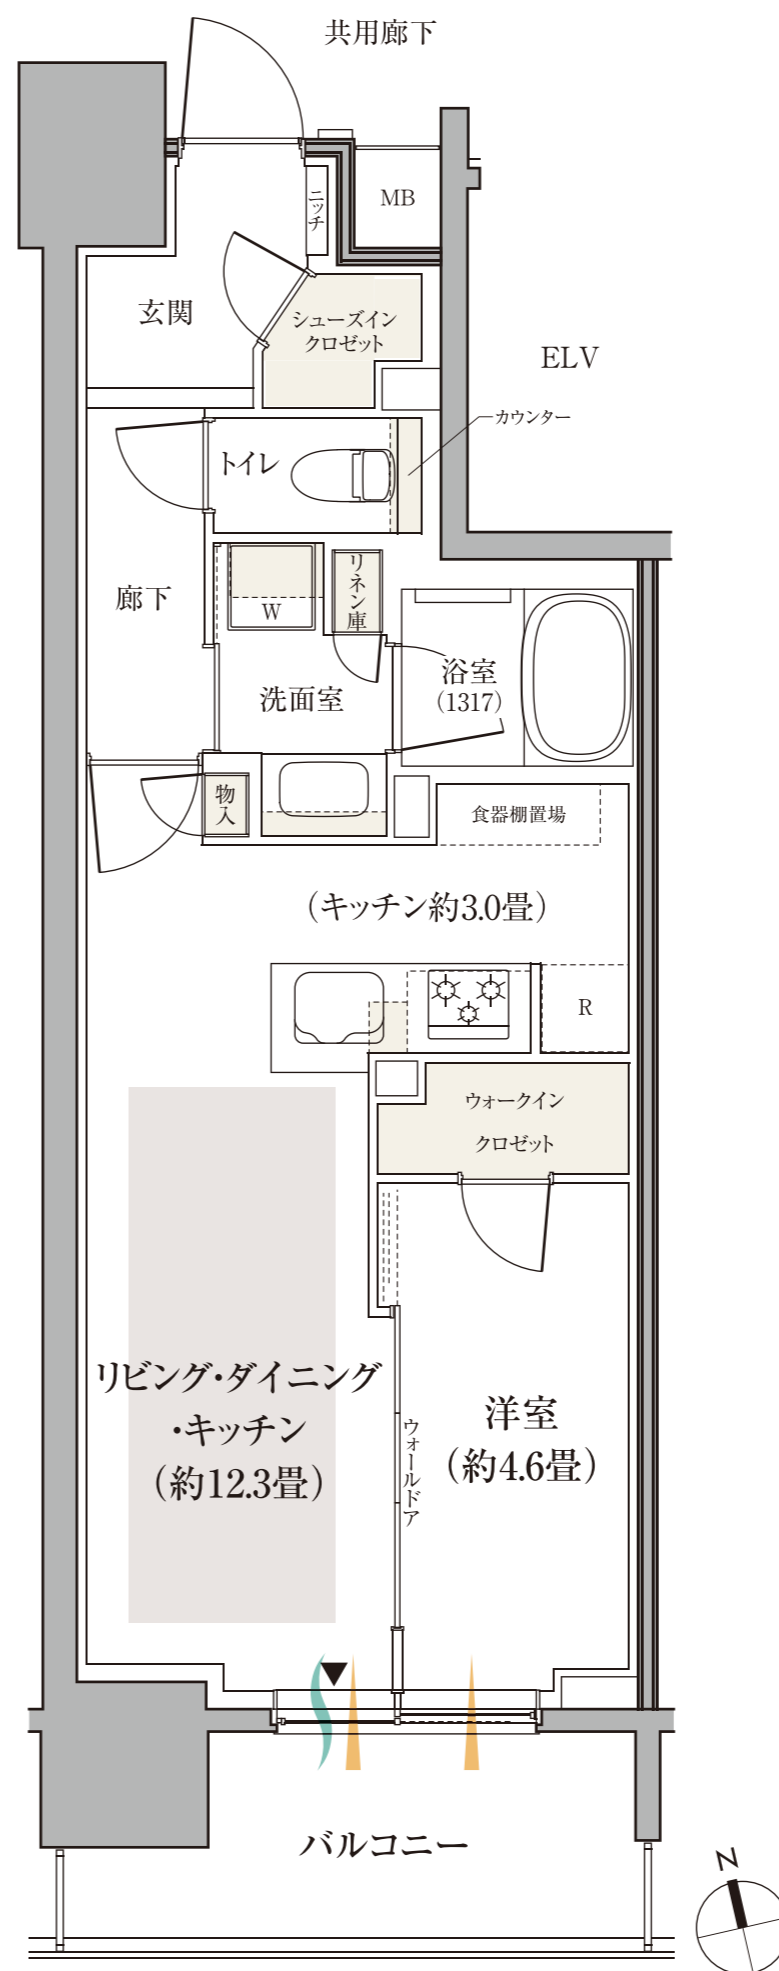 共用廊下
MB
ニッチ
玄関
シューズイン
クロゼット
ELV
カウンター
トイレ
廊下
W
リネン庫
洗面室
浴室
(1317)
物入
食器棚置場
(キッチン約3.0畳)
R
ウォークイン
クロゼット
リビング・ダイニング
・キッチン
(約12.3畳)
ウォールドア
洋室
(約4.6畳)
バルコニー
N